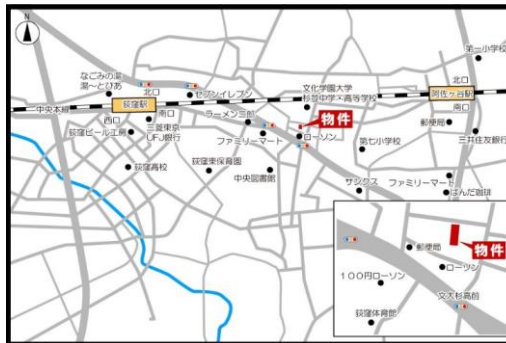 N
第一小学校
なごみの湯
湯~とぴあ
北口
セブンイレブン
文化学園大学
杉並中学・高等学校
北口
荻窪駅
阿佐ヶ谷駅
中央本線
南口
ラーメン三郎
物件
南口
西口
郵便局
荻窪ビール工房
三菱東京
UFJ銀行
ファミリーマート
ローソン
第七小学校
三井住友銀行
荻窪高校
荻窪東保育園
中央図書館
サンクス
ファミリーマート
ぱんだ珈琲
郵便局
物件
ローソン
100円ローソン
文大杉高前
荻窪体育館